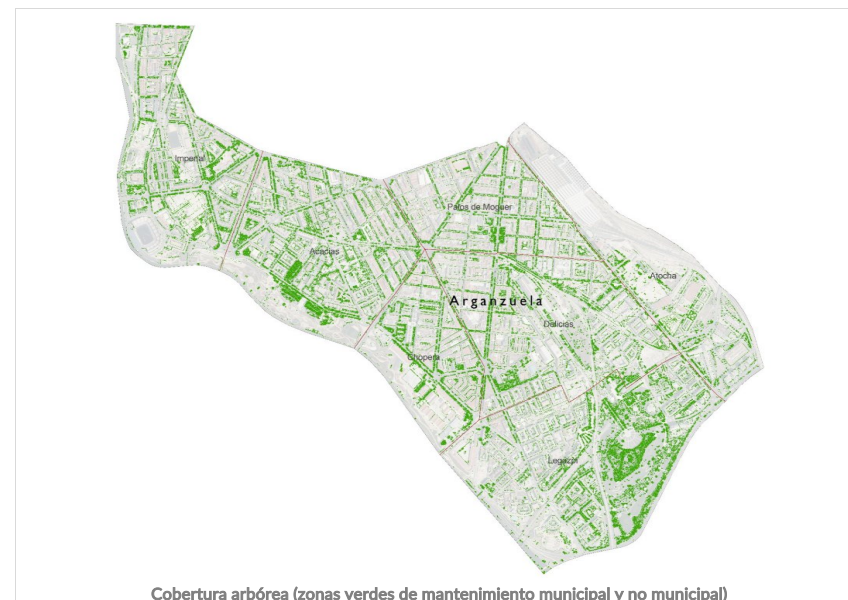 Imperial
Palos de Moguer
Acacias
Atocha
Arganzuela
Delicias
Chopera
Legazpi
Cobertura arbórea (zonas verdes de mantenimiento municipal y no municipal)